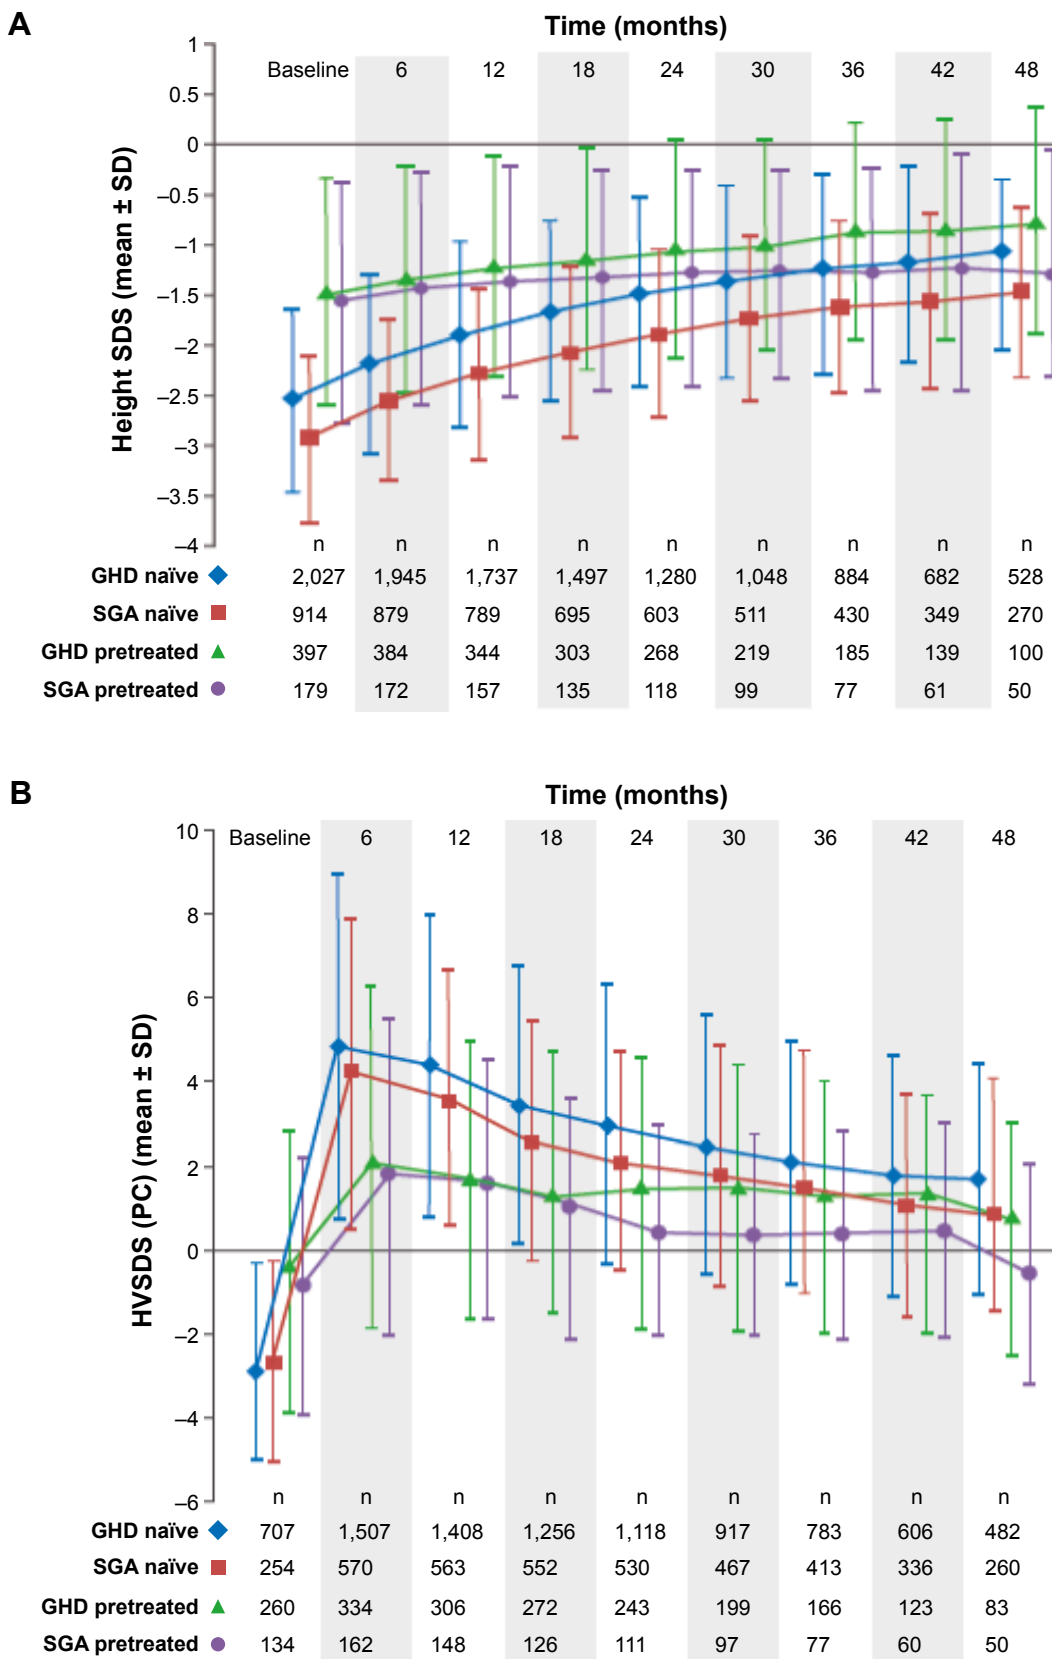 A
Time (months)
Baseline 6 12 18 24 30 36 42 48
Height SDS (mean ± SD)
1
0.5
0
–0.5
–1
–1.5
–2
–2.5
–3
–3.5
–4
n n n n n n n n n
GHD naïve 2,027 1,945 1,737 1,497 1,280 1,048 884 682 528
SGA naïve 914 879 789 695 603 511 430 349 270
GHD pretreated 397 384 344 303 268 219 185 139 100
SGA pretreated 179 172 157 135 118 99 77 61 50
B
Time (months)
Baseline 6 12 18 24 30 36 42 48
HVSDS (PC) (mean ± SD)
10
8
6
4
2
0
–2
–4
–6
n n n n n n n n n
GHD naïve 707 1,507 1,408 1,256 1,118 917 783 606 482
SGA naïve 254 570 563 552 530 467 413 336 260
GHD pretreated 260 334 306 272 243 199 166 123 83
SGA pretreated 134 162 148 126 111 97 77 60 50